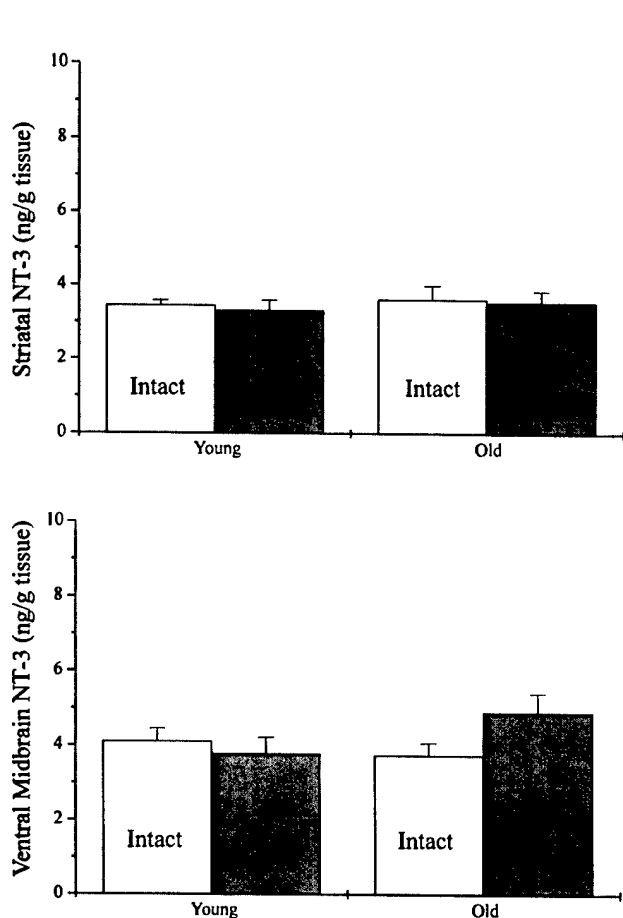 Striatal NT-3 (ng/g tissue)
10
8
6
4
2
0
Intact
Intact
Young
Old
Ventral Midbrain NT-3 (ng/g tissue)
10
8
6
4
2
0
Intact
Intact
Young
Old